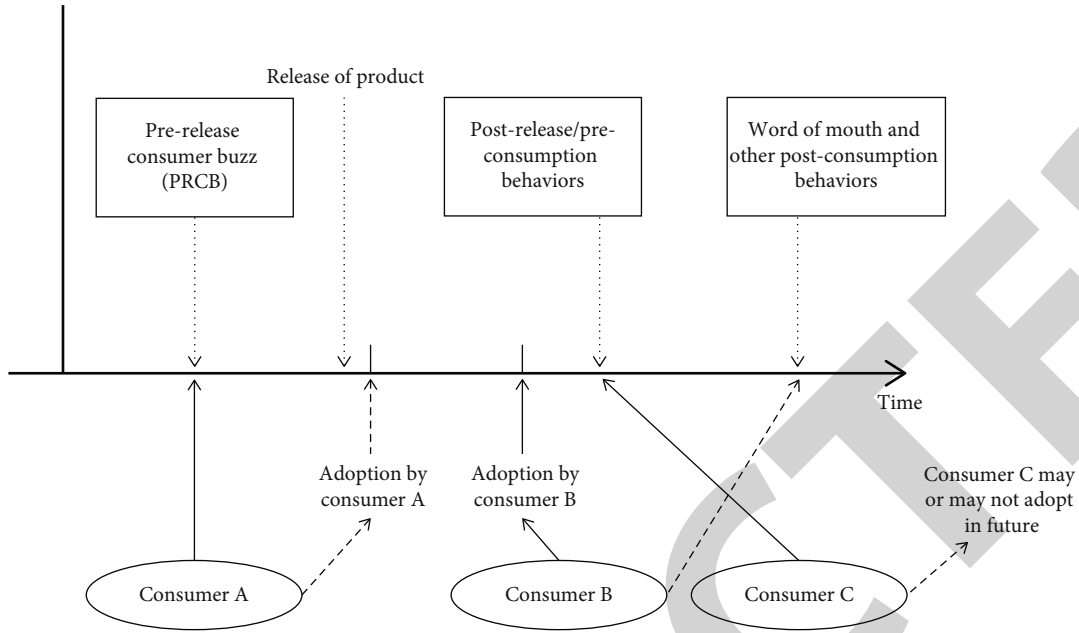 Release of product
Pre-release
consumer buzz
(PRCB)
Post-release/pre-
consumption
behaviors
Word of mouth and
other post-consumption
behaviors
Time
Adoption by
consumer A
Adoption by
consumer B
Consumer C may
or may not adopt
in future
Consumer A
Consumer B
Consumer C